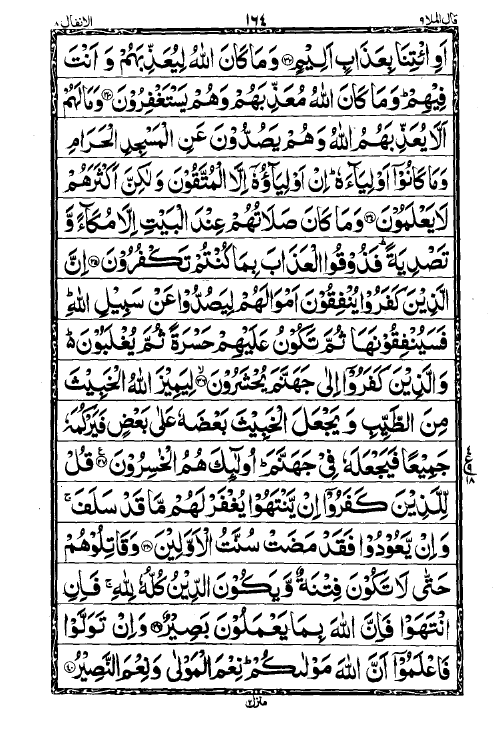 قال الملا ٩ ١٦٤ الانفال ٨
اَوِ ائْتِنَا بِعَذَابٍ اَلِيْمٍ ﴿٣٢﴾ وَمَا كَانَ اللّٰهُ لِيُعَذِّبَهُمْ وَ اَنْتَ
فِيْهِمْ ؕ وَمَا كَانَ اللّٰهُ مُعَذِّبَهُمْ وَهُمْ يَسْتَغْفِرُوْنَ ﴿٣٣﴾ وَمَا لَهُمْ
اَلَّا يُعَذِّبَهُمُ اللّٰهُ وَهُمْ يَصُدُّوْنَ عَنِ الْمَسْجِدِ الْحَرَامِ
وَمَا كَانُوْۤا اَوْلِيَآءَهٗ ؕ اِنْ اَوْلِيَآؤُهٗۤ اِلَّا الْمُتَّقُوْنَ وَلٰكِنَّ اَكْثَرَهُمْ
لَا يَعْلَمُوْنَ ﴿٣٤﴾ وَمَا كَانَ صَلَاتُهُمْ عِنْدَ الْبَيْتِ اِلَّا مُكَآءً وَّ
تَصْدِيَةً ؕ فَذُوْقُوا الْعَذَابَ بِمَا كُنْتُمْ تَكْفُرُوْنَ ﴿٣٥﴾ اِنَّ
الَّذِيْنَ كَفَرُوْا يُنْفِقُوْنَ اَمْوَالَهُمْ لِيَصُدُّوْا عَنْ سَبِيْلِ اللّٰهِ ؕ
فَسَيُنْفِقُوْنَهَا ثُمَّ تَكُوْنُ عَلَيْهِمْ حَسْرَةً ثُمَّ يُغْلَبُوْنَ ؕ
وَالَّذِيْنَ كَفَرُوْۤا اِلٰى جَهَنَّمَ يُحْشَرُوْنَ ﴿٣٦﴾ ۙ لِيَمِيْزَ اللّٰهُ الْخَبِيْثَ
مِنَ الطَّيِّبِ وَ يَجْعَلَ الْخَبِيْثَ بَعْضَهٗ عَلٰى بَعْضٍ فَيَرْكُمَهٗ
جَمِيْعًا فَيَجْعَلَهٗ فِيْ جَهَنَّمَ ؕ اُولٰٓئِكَ هُمُ الْخٰسِرُوْنَ ﴿٣٧﴾ ع قُلْ
٤ ع ٩ ١٨
لِّلَّذِيْنَ كَفَرُوْۤا اِنْ يَّنْتَهُوْا يُغْفَرْ لَهُمْ مَّا قَدْ سَلَفَ ۚ
وَاِنْ يَّعُوْدُوْا فَقَدْ مَضَتْ سُنَّتُ الْاَوَّلِيْنَ ﴿٣٨﴾ وَقَاتِلُوْهُمْ
حَتّٰى لَا تَكُوْنَ فِتْنَةٌ وَّ يَكُوْنَ الدِّيْنُ كُلُّهٗ لِلّٰهِ ۚ فَاِنِ
انْتَهَوْا فَاِنَّ اللّٰهَ بِمَا يَعْمَلُوْنَ بَصِيْرٌ ﴿٣٩﴾ وَاِنْ تَوَلَّوْا
فَاعْلَمُوْۤا اَنَّ اللّٰهَ مَوْلٰىكُمْ ؕ نِعْمَ الْمَوْلٰى وَنِعْمَ النَّصِيْرُ ﴿٤٠﴾
منزل ٢